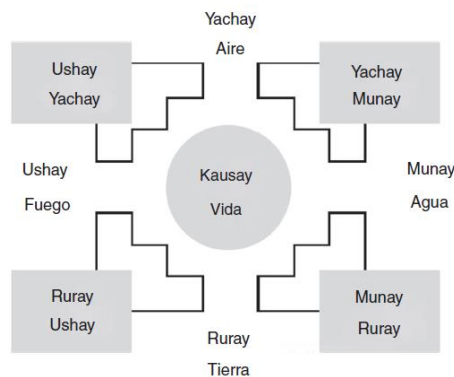 Yachay
Aire
Ushay
Yachay
Yachay
Munay
Ushay
Fuego
Kausay
Vida
Munay
Agua
Ruray
Ushay
Munay
Ruray
Ruray
Tierra